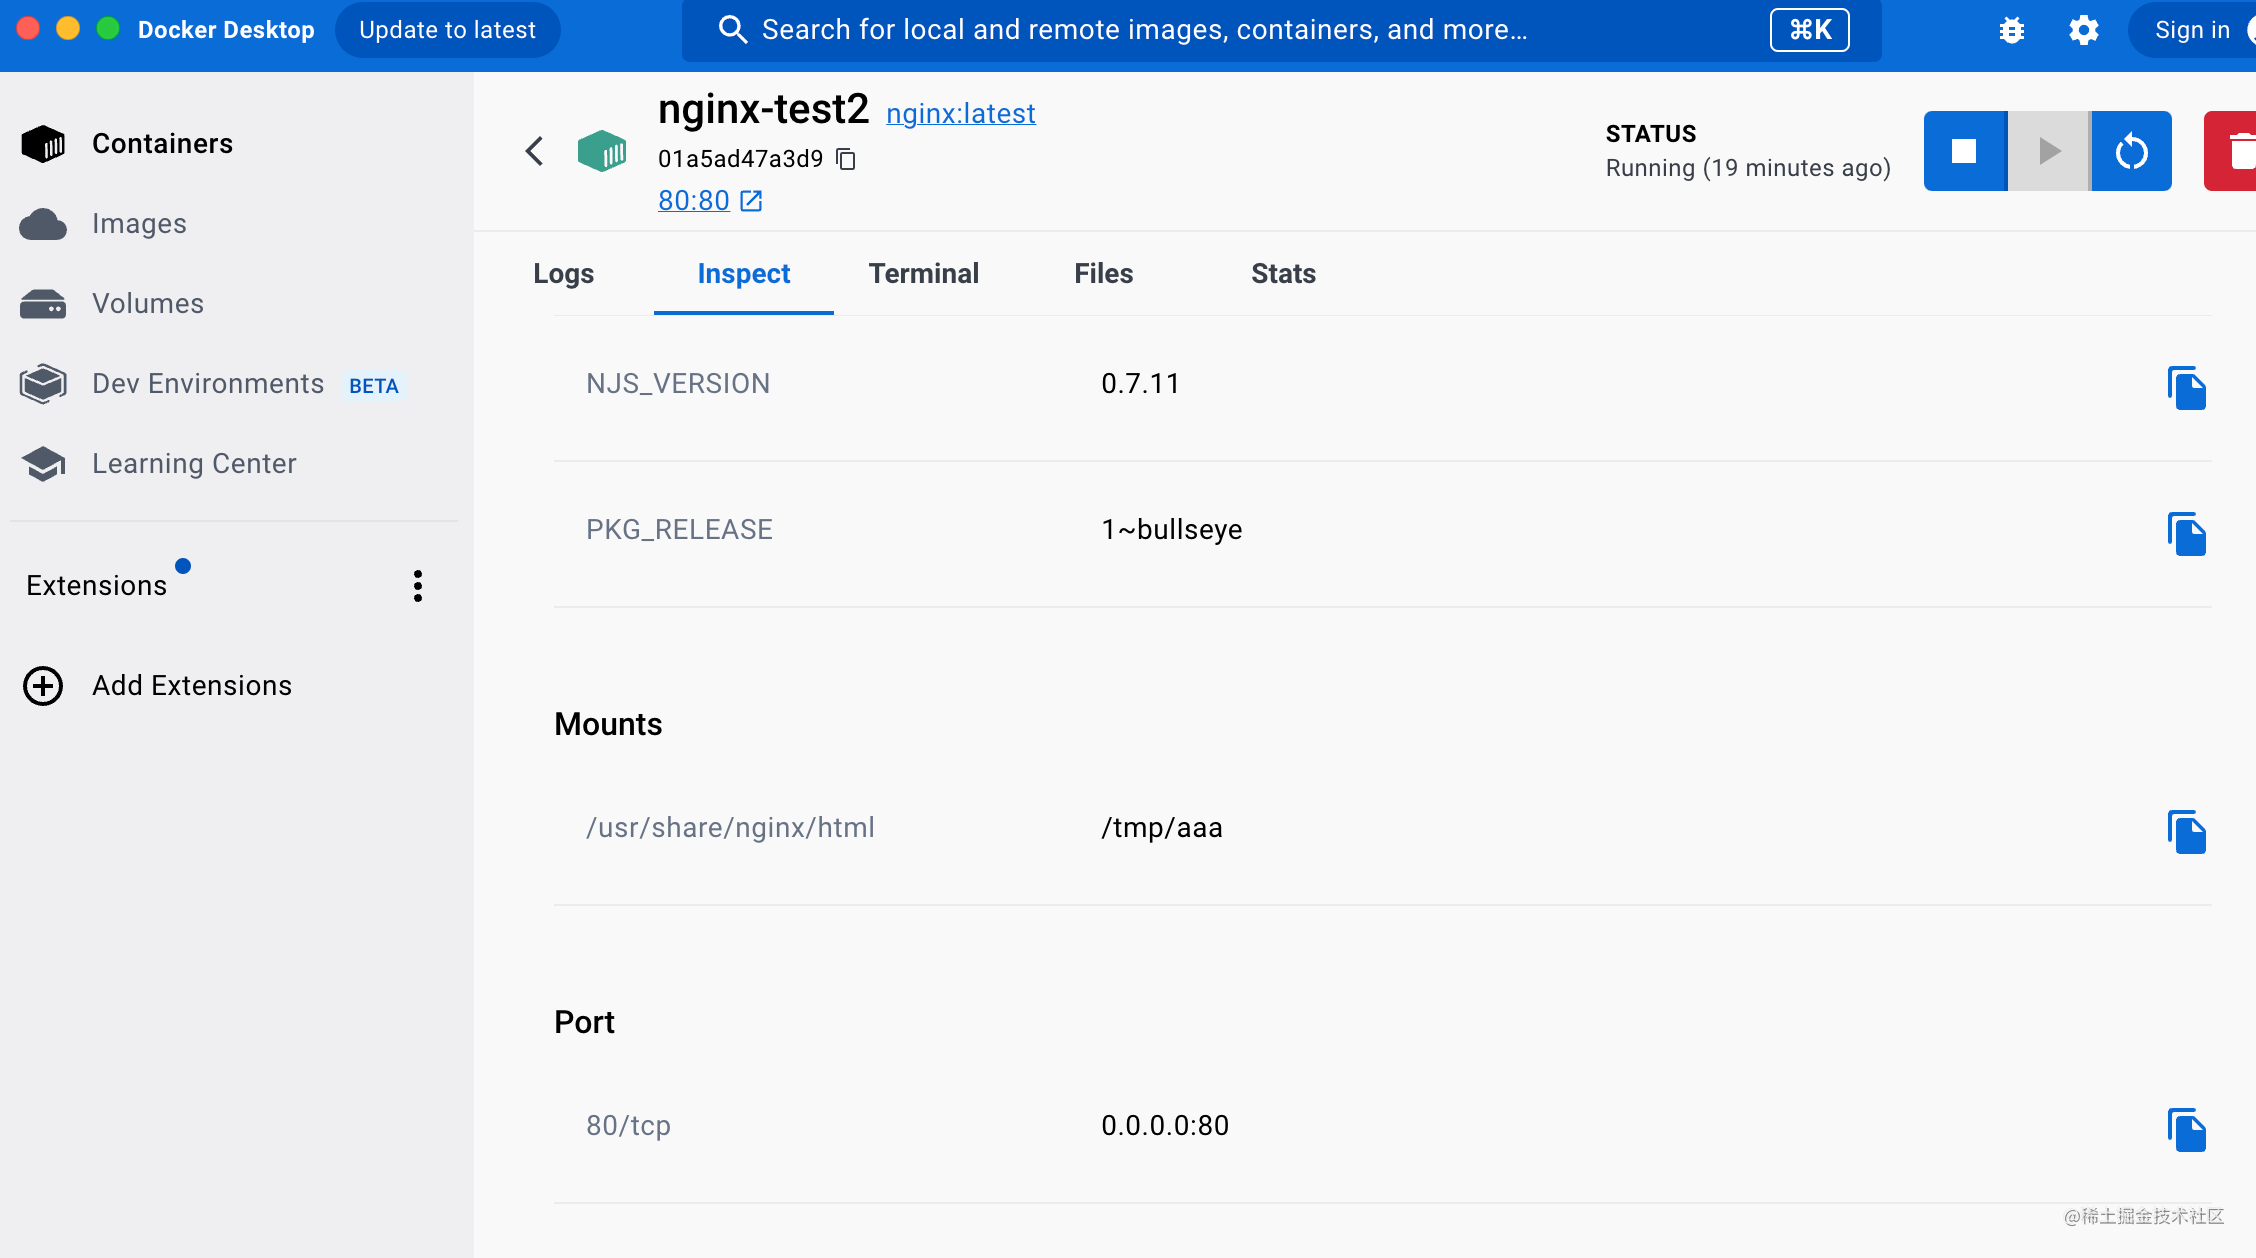 Docker Desktop Update to latest Search for local and remote images, containers, and more... ⌘K Sign in
Containers
Images
Volumes
Dev Environments BETA
Learning Center
Extensions
Add Extensions
nginx-test2 nginx:latest
01a5ad47a3d9
80:80
STATUS
Running (19 minutes ago)
Logs Inspect Terminal Files Stats
NJS_VERSION 0.7.11
PKG_RELEASE 1~bullseye
Mounts
/usr/share/nginx/html /tmp/aaa
Port
80/tcp 0.0.0.0:80
@稀土掘金技术社区